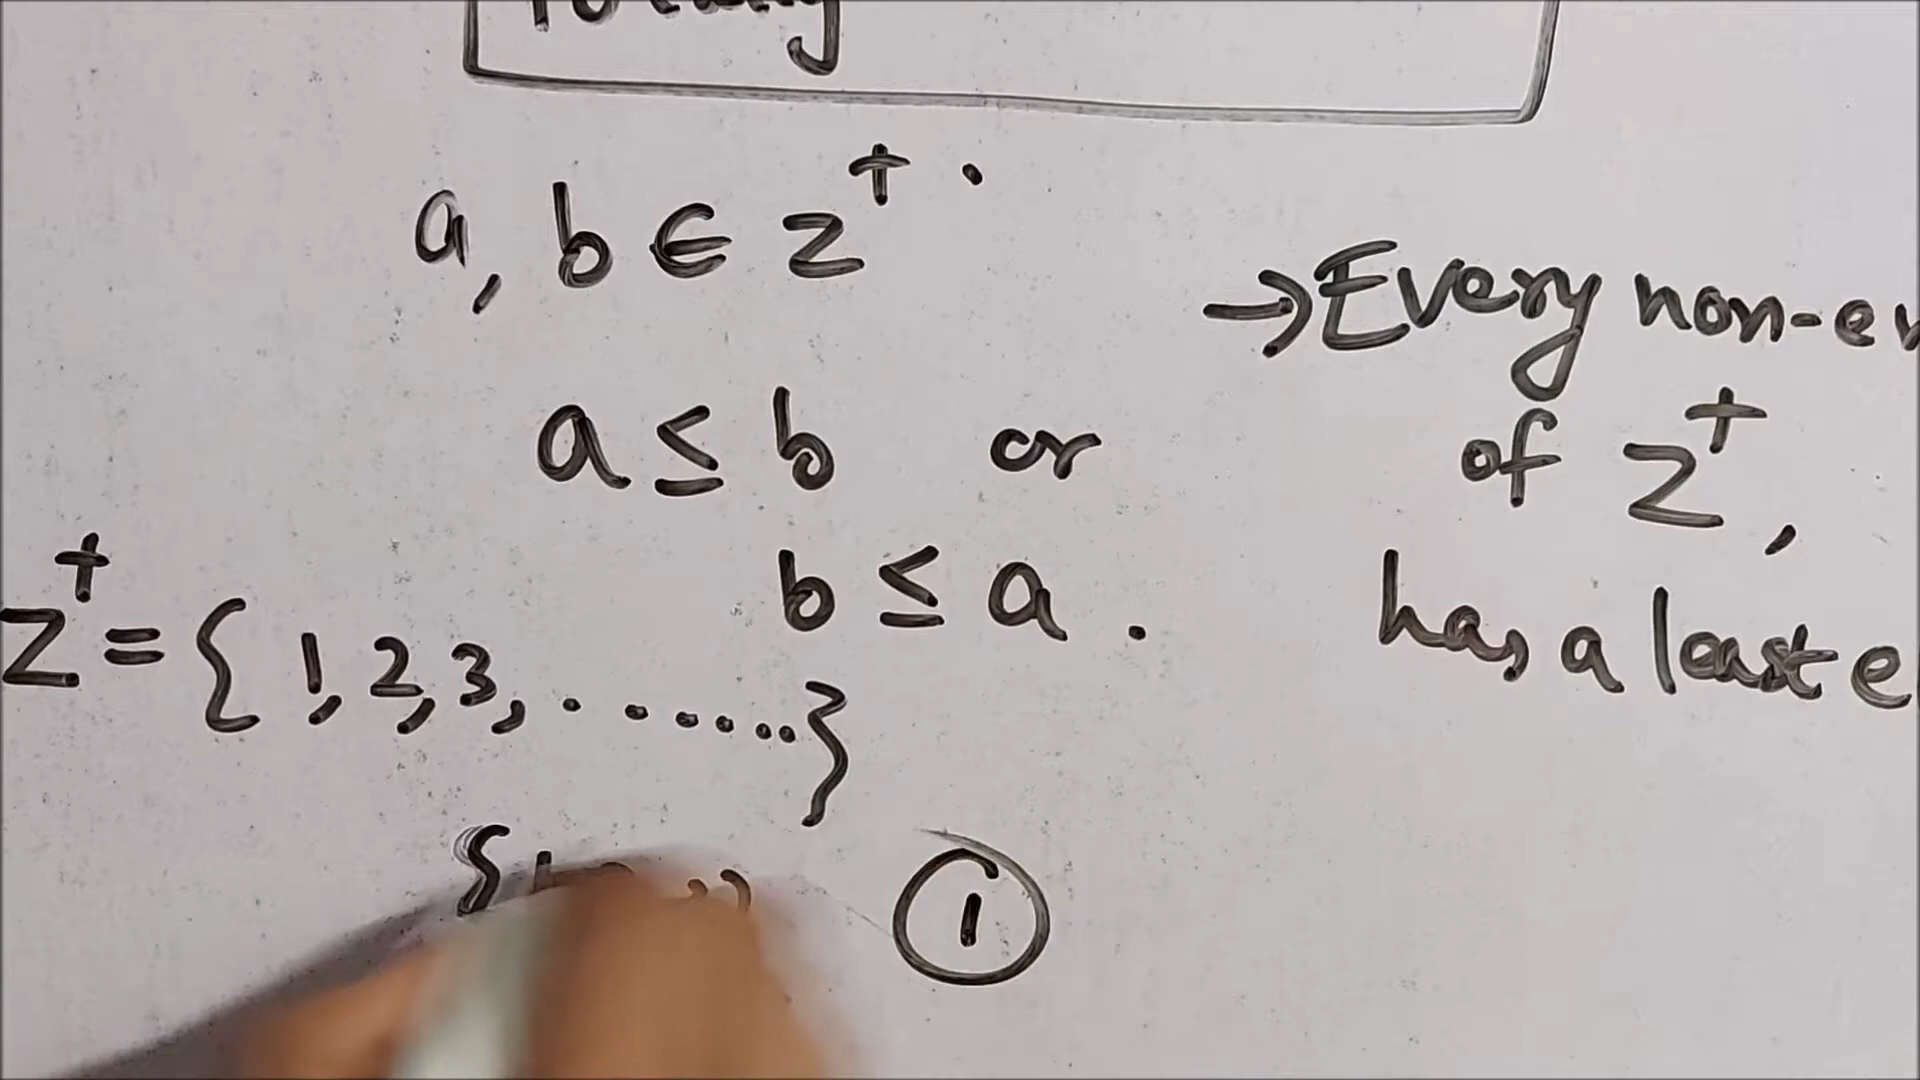 a, b ∈ Z⁺ .
a ≤ b or
b ≤ a .
Z⁺ = { 1, 2, 3, ........ }
①
→ Every non-
of Z⁺ ,
has a least